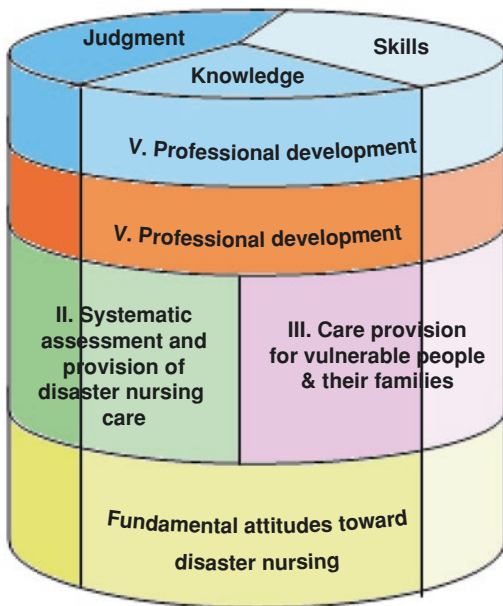 Judgment
Skills
Knowledge
V. Professional development
V. Professional development
II. Systematic
assessment and
provision of
disaster nursing
care
III. Care provision
for vulnerable people
& their families
Fundamental attitudes toward
disaster nursing